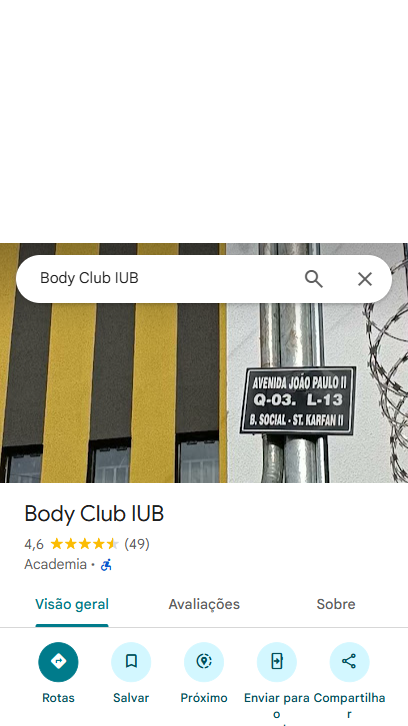 Body Club IUB
AVENIDA JOÃO PAULO II
Q-03. L-13
B. SOCIAL - ST. KARFAN II
Body Club IUB
4,6 (49)
Academia ·
Visão geral Avaliações Sobre
Rotas Salvar Próximo Enviar para o Compartilhar